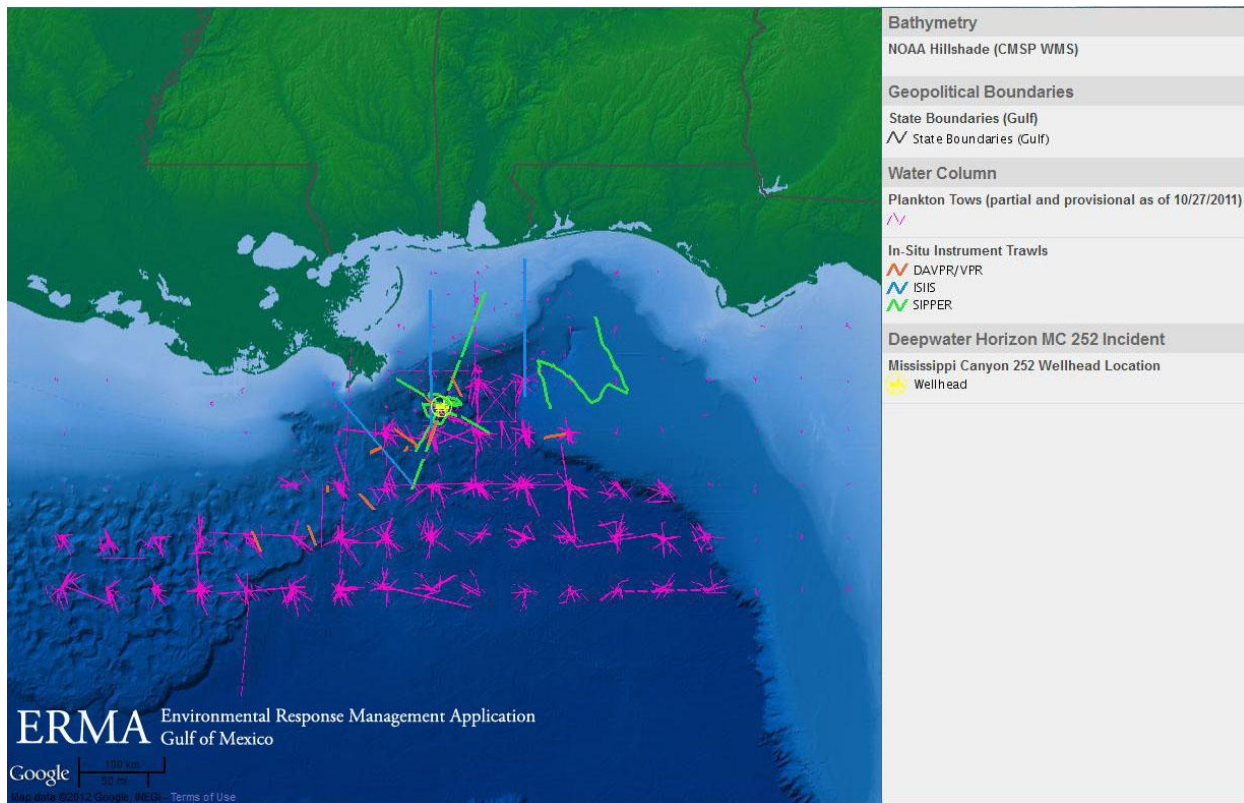 Bathymetry
NOAA Hillshade (CMSP WMS)
Geopolitical Boundaries
State Boundaries (Gulf)
State Boundaries (Gulf)
Water Column
Plankton Tows (partial and provisional as of 10/27/2011)
In-Situ Instrument Trawls
DAVPR/VPR
ISIIS
SIPPER
Deepwater Horizon MC 252 Incident
Mississippi Canyon 252 Wellhead Location
Wellhead
ERMA Environmental Response Management Application
Gulf of Mexico
Google
100 km
50 mi
Map data ©2012 Google, INEGI - Terms of Use